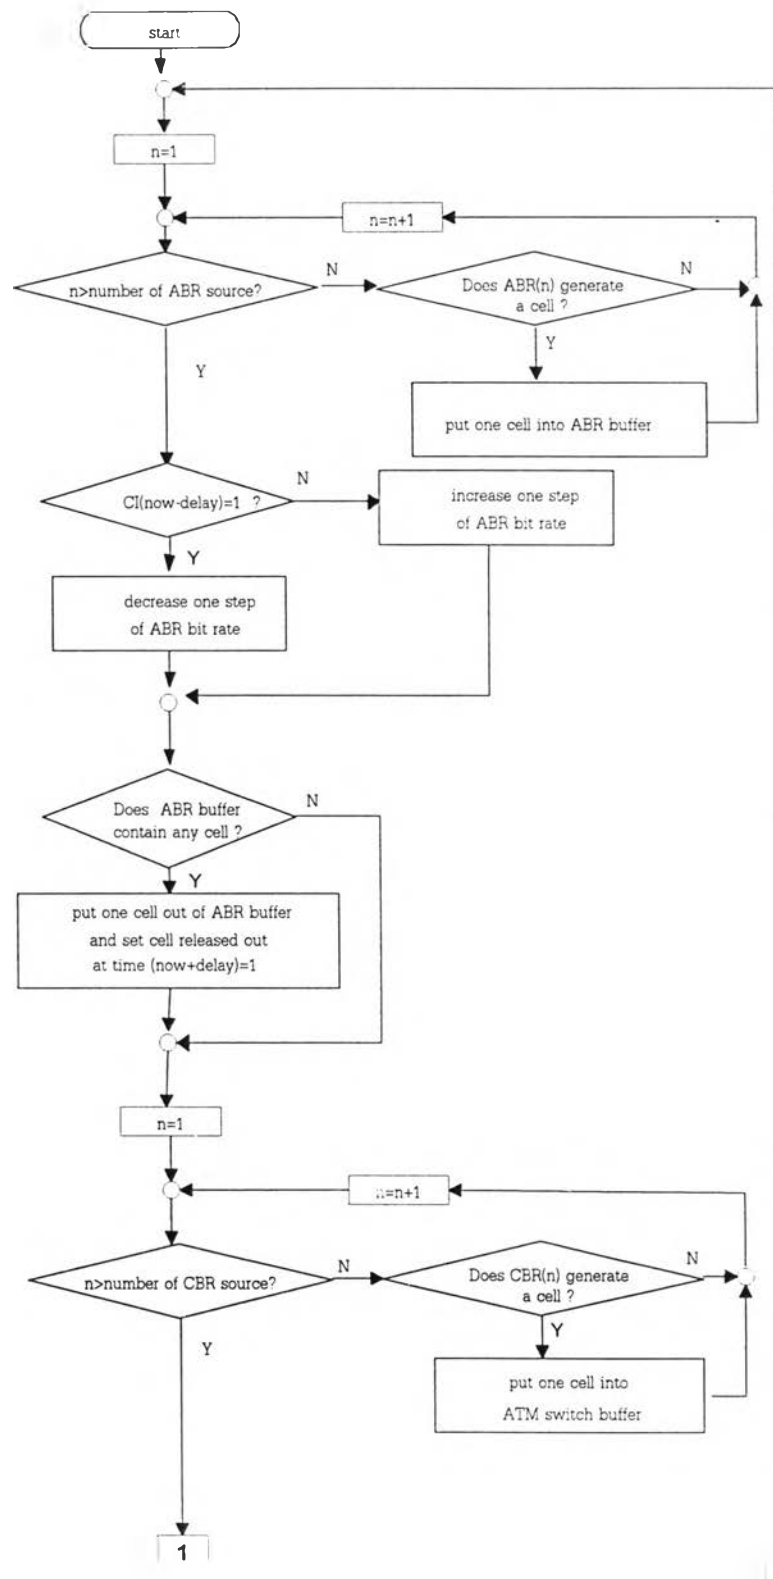 start
n=1
n=n+1
n>number of ABR source?
N
Does ABR(n) generate
a cell ?
N
Y
Y
put one cell into ABR buffer
CI(now-delay)=1 ?
N
increase one step
of ABR bit rate
Y
decrease one step
of ABR bit rate
Does ABR buffer
contain any cell ?
N
Y
put one cell out of ABR buffer
and set cell released out
at time (now+delay)=1
n=1
n=n+1
n>number of CBR source?
N
Does CBR(n) generate
a cell ?
N
Y
Y
put one cell into
ATM switch buffer
1